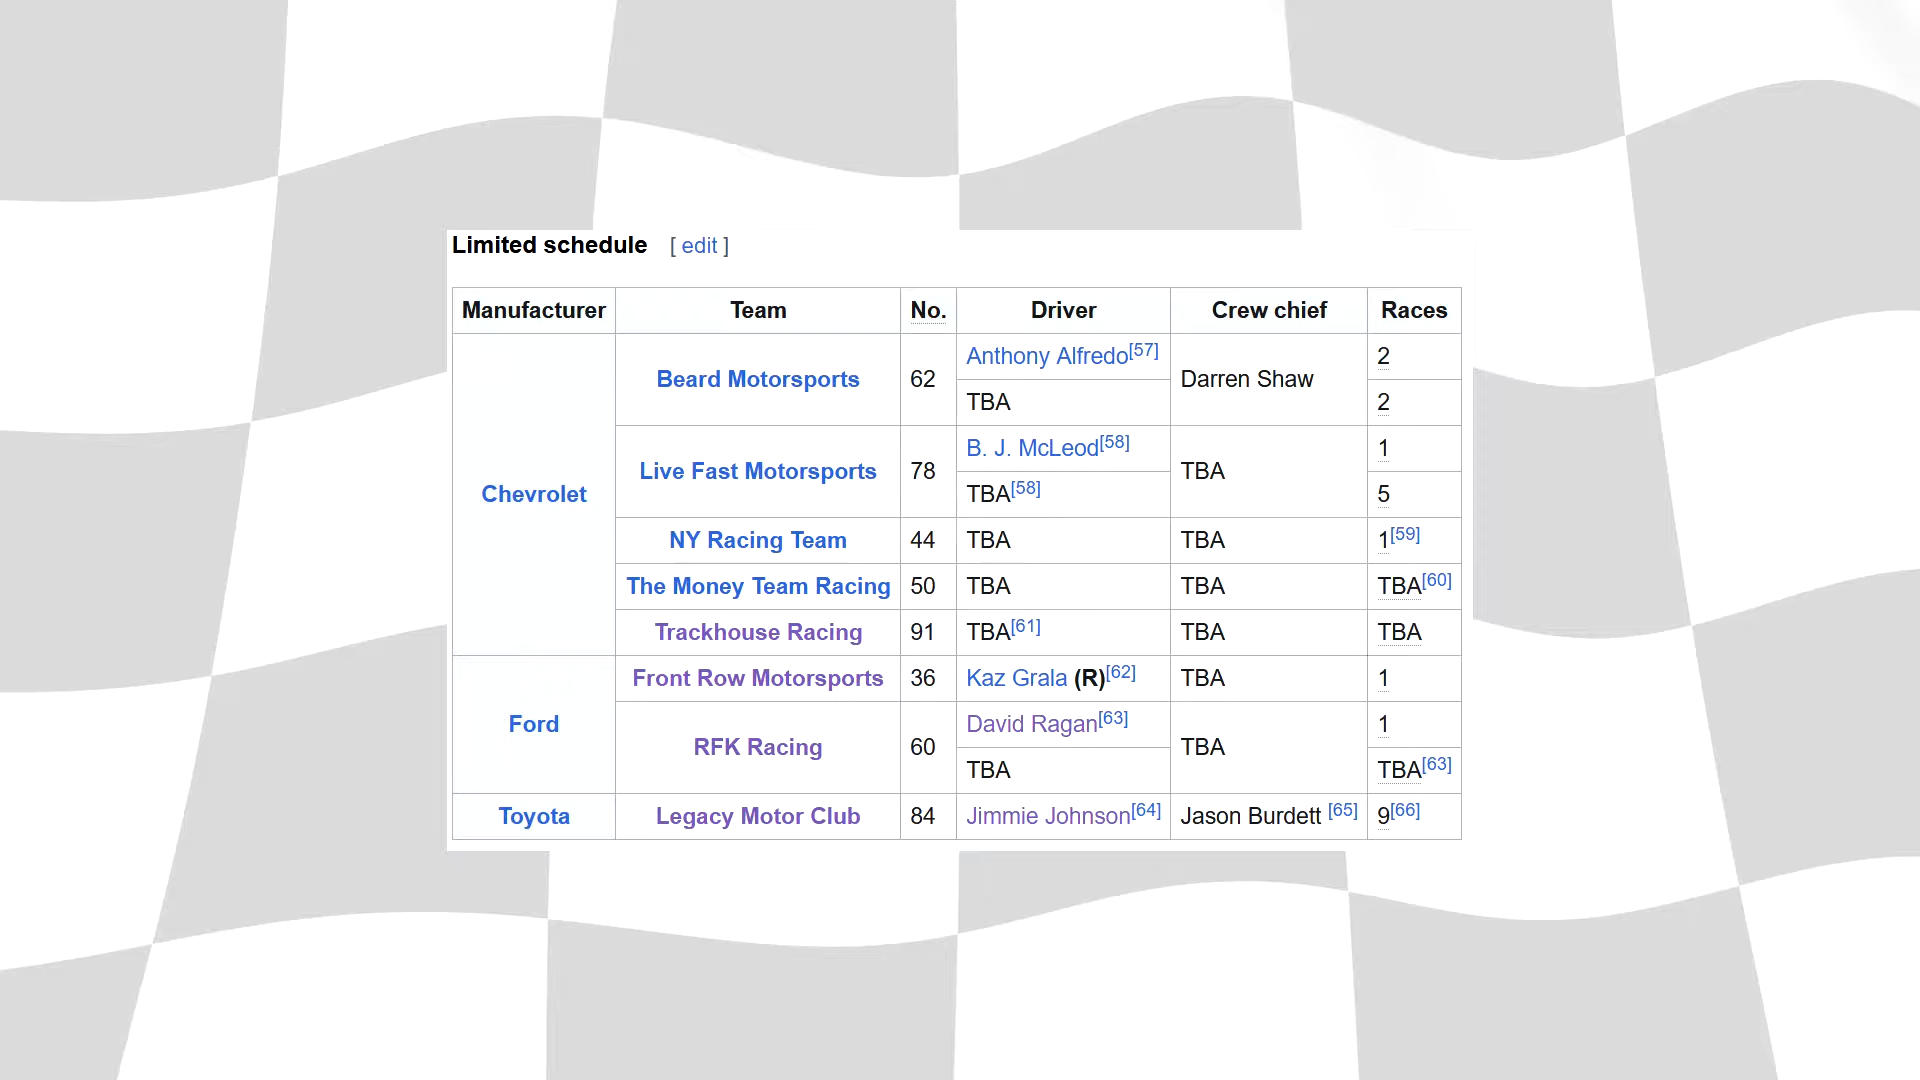 Limited schedule [ edit ]
Manufacturer Team No. Driver Crew chief Races
Chevrolet Beard Motorsports 62 Anthony Alfredo[57] Darren Shaw 2
TBA 2
Live Fast Motorsports 78 B. J. McLeod[58] TBA 1
TBA[58] 5
NY Racing Team 44 TBA TBA 1[59]
The Money Team Racing 50 TBA TBA TBA[60]
Trackhouse Racing 91 TBA[61] TBA TBA
Ford Front Row Motorsports 36 Kaz Grala (R)[62] TBA 1
RFK Racing 60 David Ragan[63] TBA 1
TBA TBA[63]
Toyota Legacy Motor Club 84 Jimmie Johnson[64] Jason Burdett [65] 9[66]